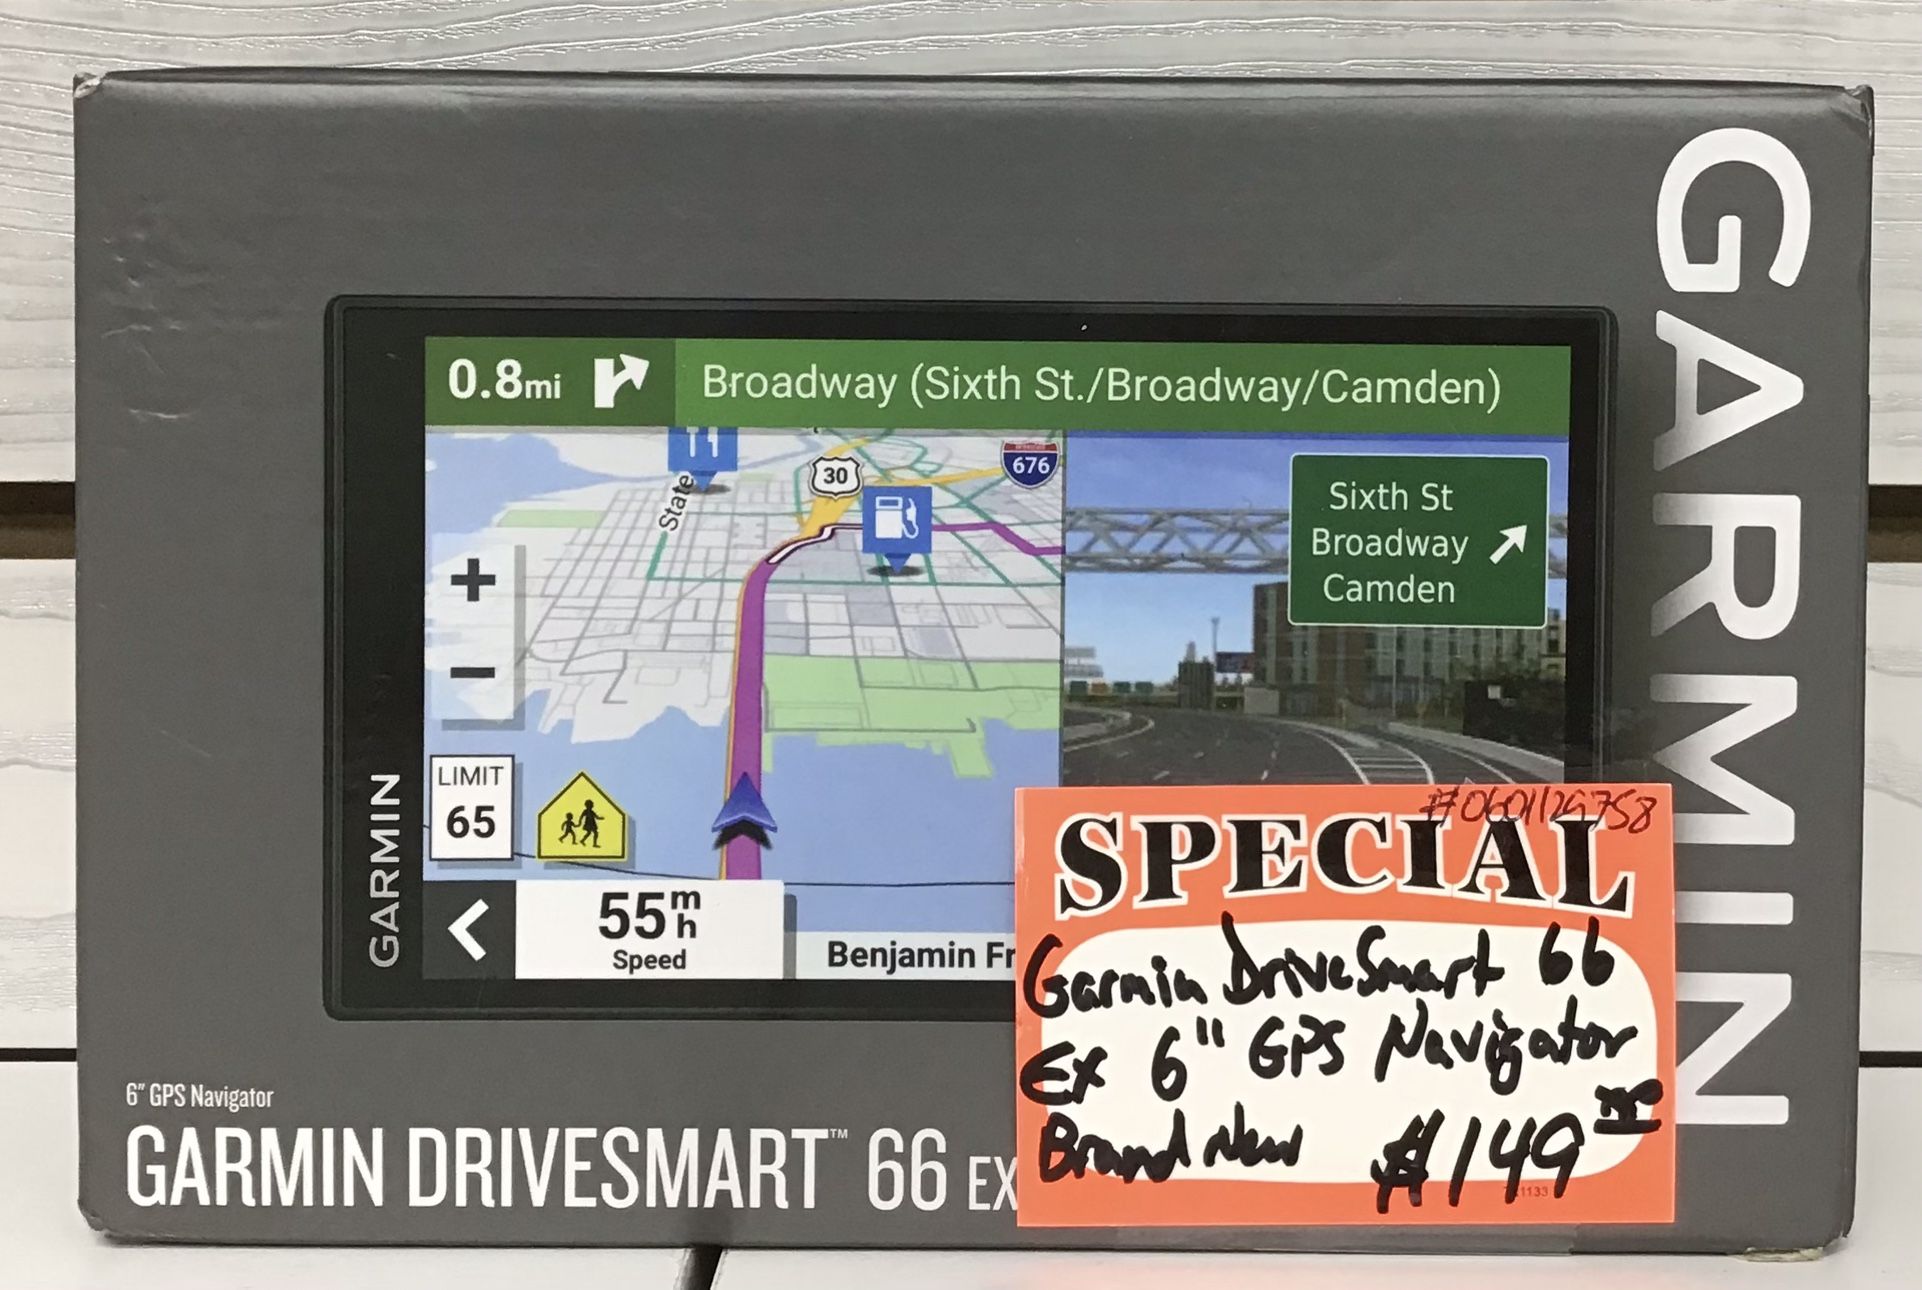 GARMIN
0.8mi
Broadway (Sixth St./Broadway/Camden)
State
30
676
Sixth St
Broadway
Camden
+
−
LIMIT
65
GARMIN
55 mh
Speed
Benjamin Fr
6" GPS Navigator
GARMIN DRIVESMART™ 66 EX
SPECIAL
Garmin DriveSmart 66
Ex 6" GPS Navigator
Brand New $149